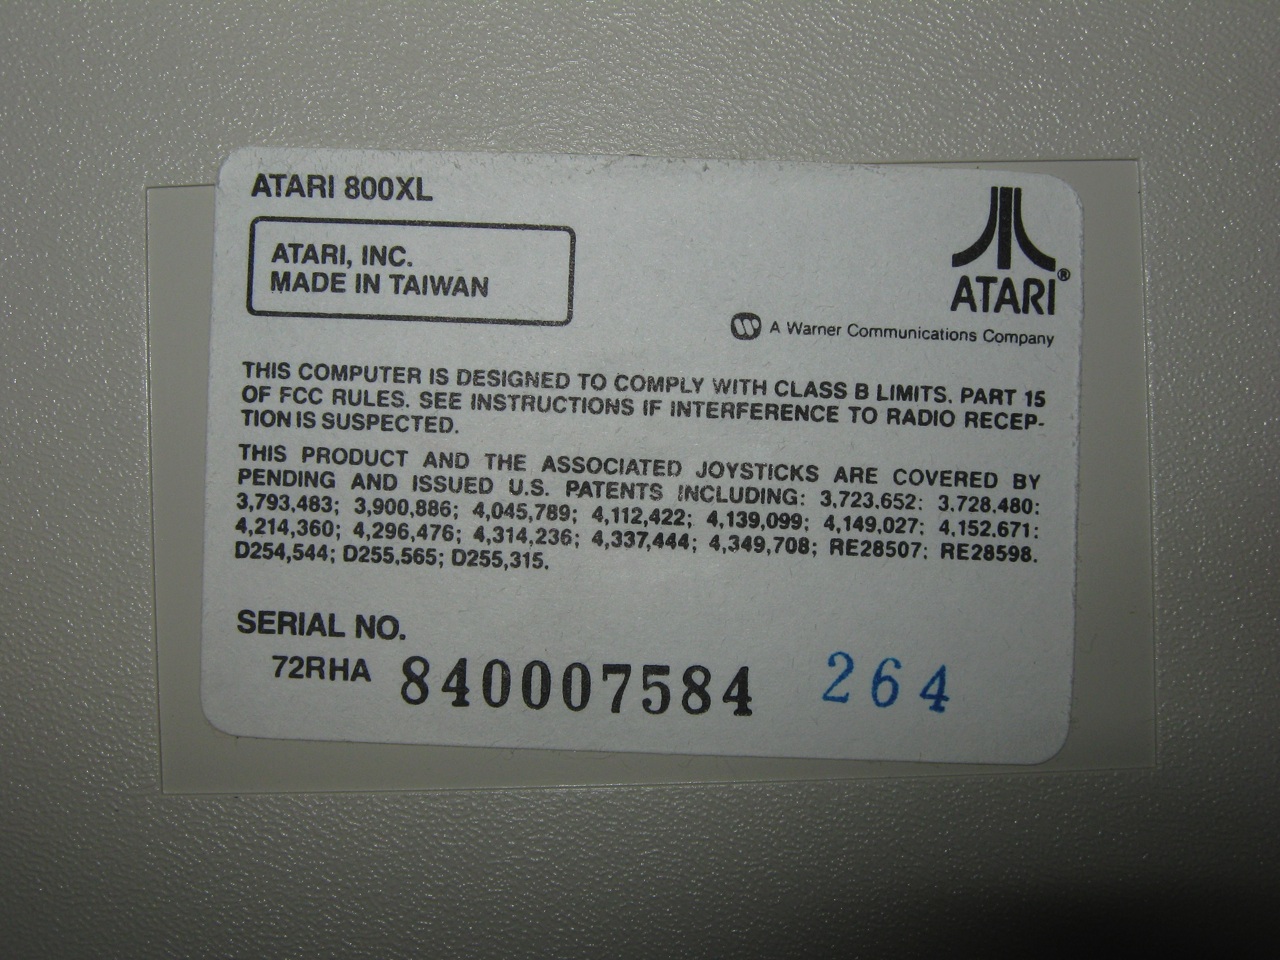 ATARI 800XL
ATARI, INC.
MADE IN TAIWAN
ATARI®
A Warner Communications Company
THIS COMPUTER IS DESIGNED TO COMPLY WITH CLASS B LIMITS. PART 15
OF FCC RULES. SEE INSTRUCTIONS IF INTERFERENCE TO RADIO RECEP-
TION IS SUSPECTED.
THIS PRODUCT AND THE ASSOCIATED JOYSTICKS ARE COVERED BY
PENDING AND ISSUED U.S. PATENTS INCLUDING: 3,723.652: 3.728.480:
3,793,483; 3,900,886; 4,045,789; 4,112,422; 4,139,099; 4,149,027; 4.152.671:
4,214,360; 4,296,476; 4,314,236; 4,337,444; 4,349,708; RE28507: RE28598.
D254,544; D255,565; D255,315.
SERIAL NO.
72RHA 840007584 264